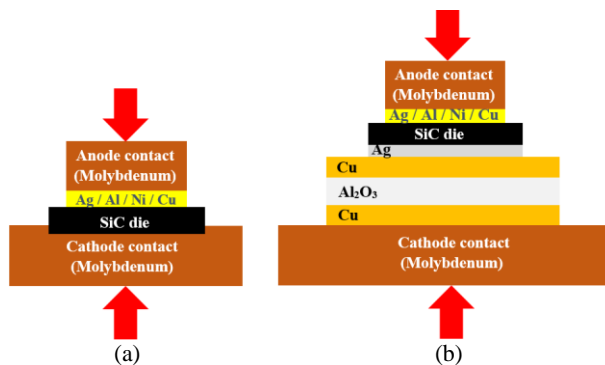 Anode contact
(Molybdenum)
Ag / Al / Ni / Cu
SiC die
Cathode contact
(Molybdenum)
(a)
Anode contact
(Molybdenum)
Ag / Al / Ni / Cu
SiC die
Ag
Cu
Al₂O₃
Cu
Cathode contact
(Molybdenum)
(b)